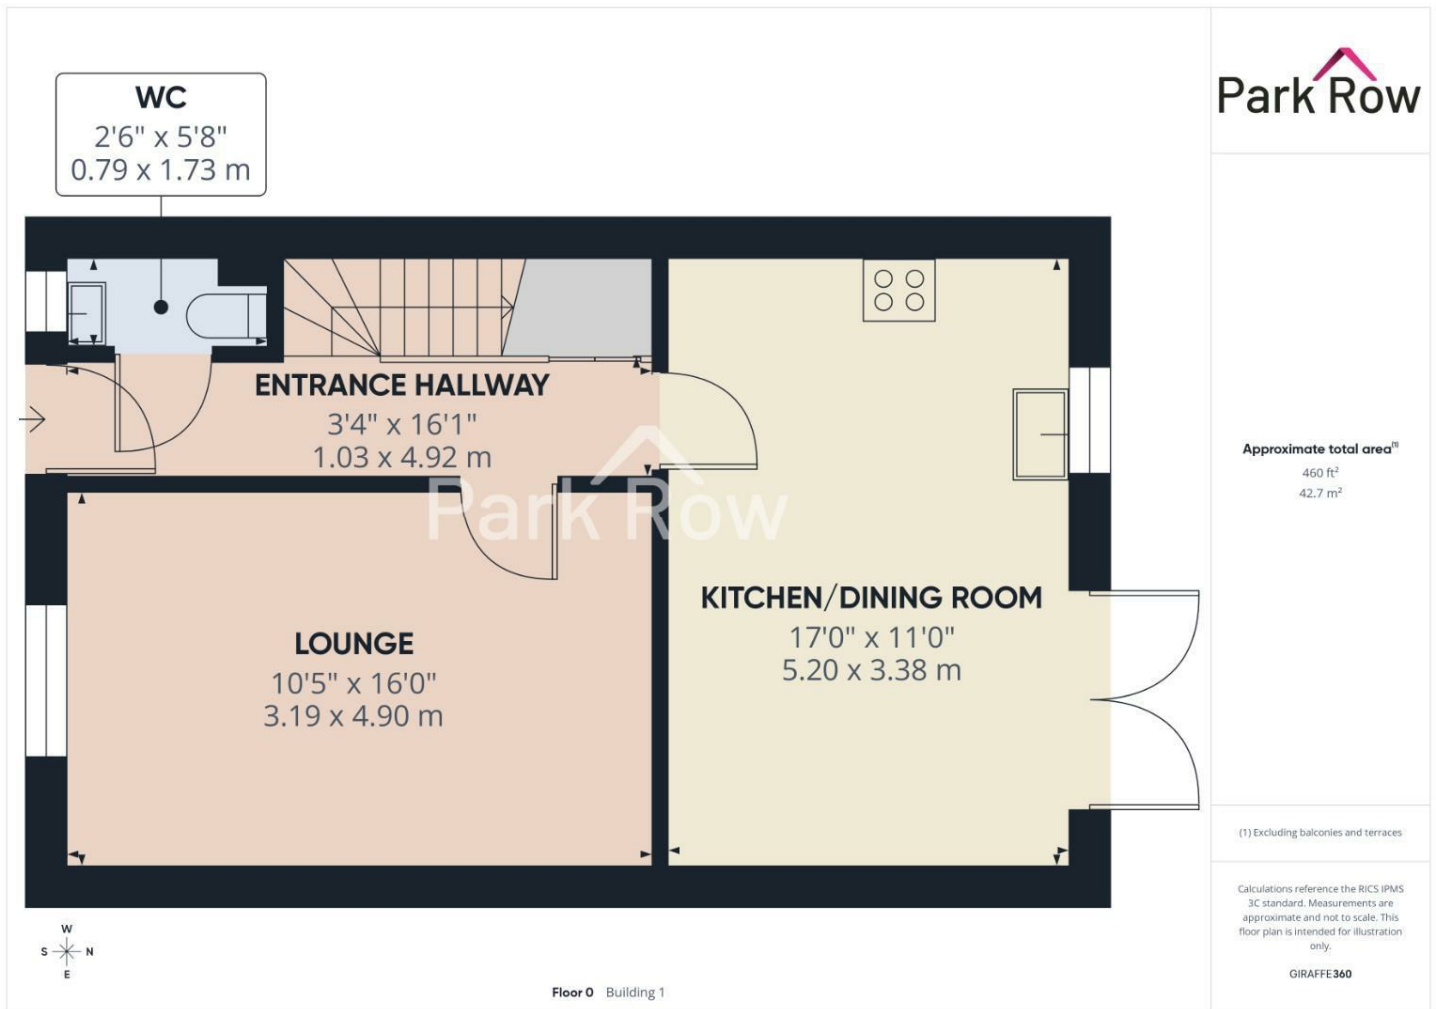 WC
2'6" x 5'8"
0.79 x 1.73 m
ENTRANCE HALLWAY
3'4" x 16'1"
1.03 x 4.92 m
Park Row
LOUNGE
10'5" x 16'0"
3.19 x 4.90 m
KITCHEN/DINING ROOM
17'0" x 11'0"
5.20 x 3.38 m
W
S N
E
Floor 0 Building 1
Park Row
Approximate total area(1)
460 ft²
42.7 m²
(1) Excluding balconies and terraces
Calculations reference the RICS IPMS
3C standard. Measurements are
approximate and not to scale. This
floor plan is intended for illustration
only.
GIRAFFE360